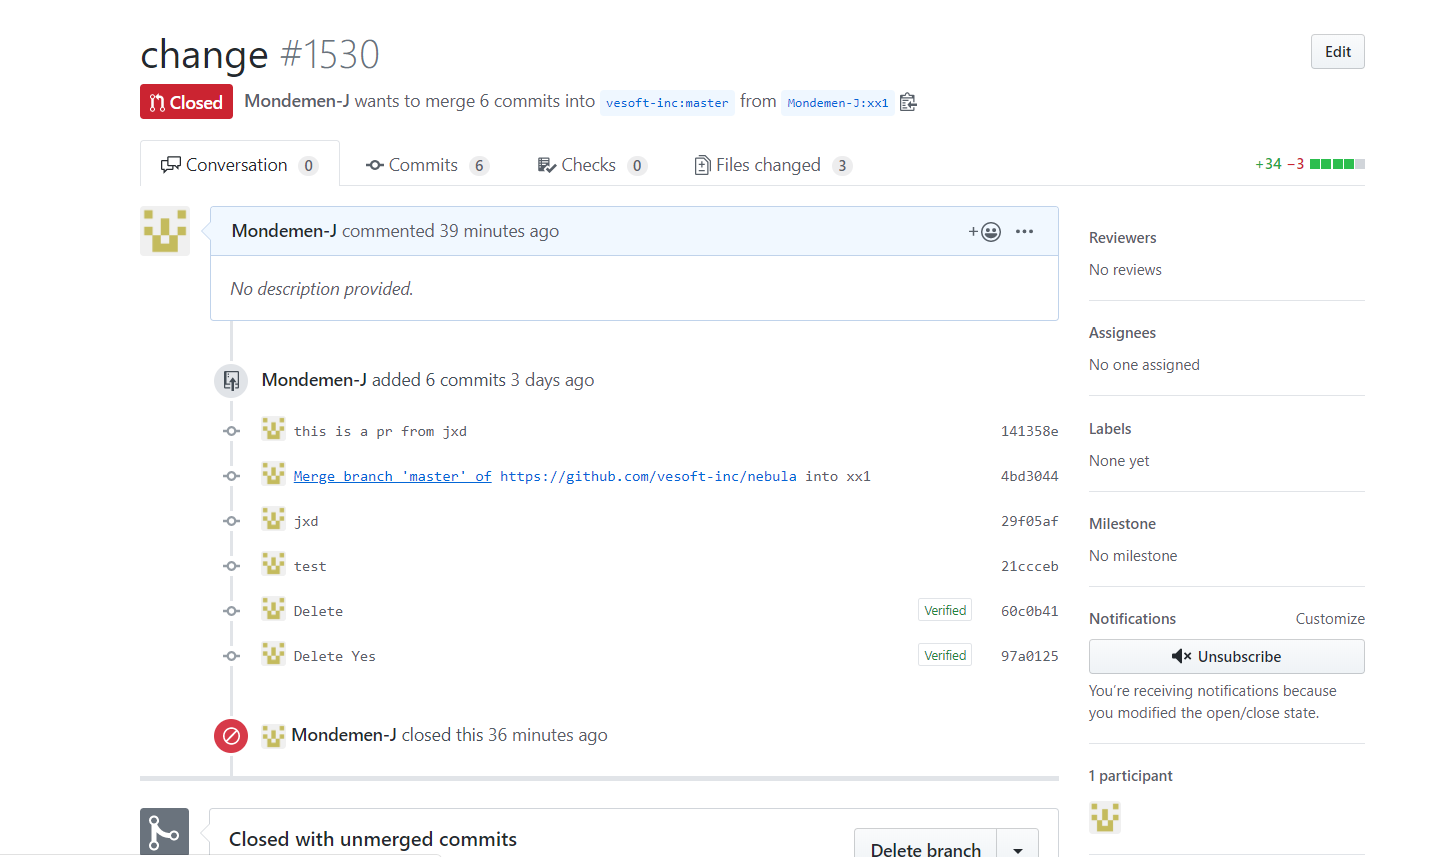 change #1530
Edit
Closed Mondemen-J wants to merge 6 commits into vesoft-inc:master from Mondemen-J:xx1
Conversation 0 Commits 6 Checks 0 Files changed 3 +34 −3
Mondemen-J commented 39 minutes ago
No description provided.
Mondemen-J added 6 commits 3 days ago
this is a pr from jxd 141358e
Merge branch 'master' of https://github.com/vesoft-inc/nebula into xx1 4bd3044
jxd 29f05af
test 21ccceb
Delete Verified 60c0b41
Delete Yes Verified 97a0125
Mondemen-J closed this 36 minutes ago
Closed with unmerged commits
Delete branch
Reviewers
No reviews
Assignees
No one assigned
Labels
None yet
Milestone
No milestone
Notifications Customize
Unsubscribe
You're receiving notifications because
you modified the open/close state.
1 participant